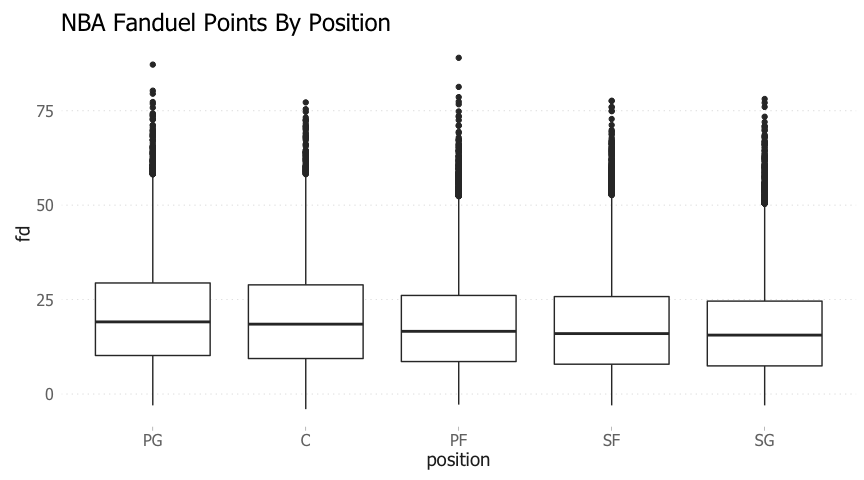 NBA Fanduel Points By Position
75
50
25
0
fd
PG C PF SF SG
position